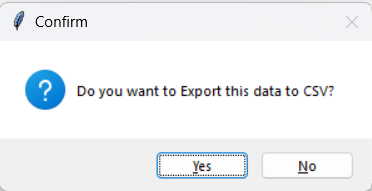 Confirm
Do you want to Export this data to CSV?
Yes
No